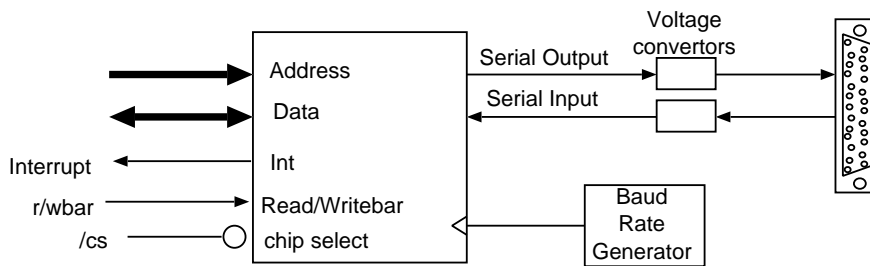 Voltage
convertors
Serial Output
Address
Serial Input
Data
Interrupt
Int
r/wbar
Read/Writebar
/cs
chip select
Baud
Rate
Generator